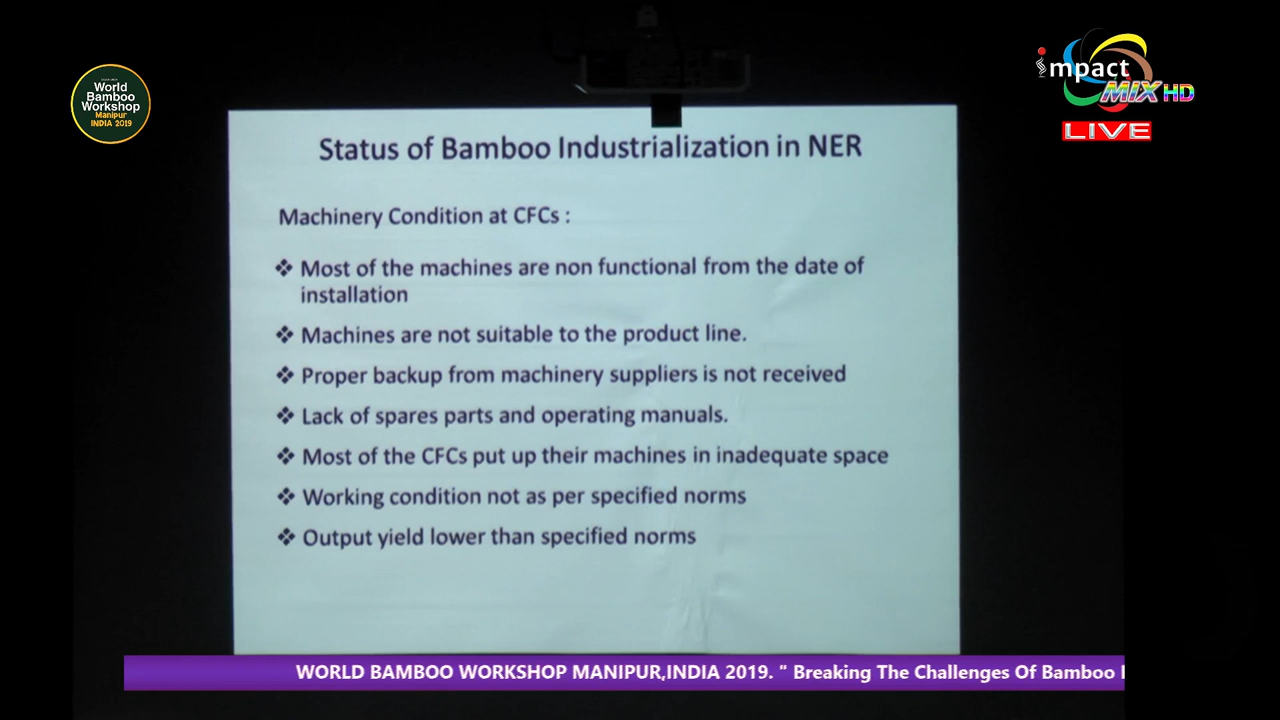 World
Bamboo
Workshop
Manipur
INDIA 2019
impact
MIX HD
LIVE
Status of Bamboo Industrialization in NER
Machinery Condition at CFCs :
❖ Most of the machines are non functional from the date of
installation
❖ Machines are not suitable to the product line.
❖ Proper backup from machinery suppliers is not received
❖ Lack of spares parts and operating manuals.
❖ Most of the CFCs put up their machines in inadequate space
❖ Working condition not as per specified norms
❖ Output yield lower than specified norms
WORLD BAMBOO WORKSHOP MANIPUR,INDIA 2019. " Breaking The Challenges Of Bamboo